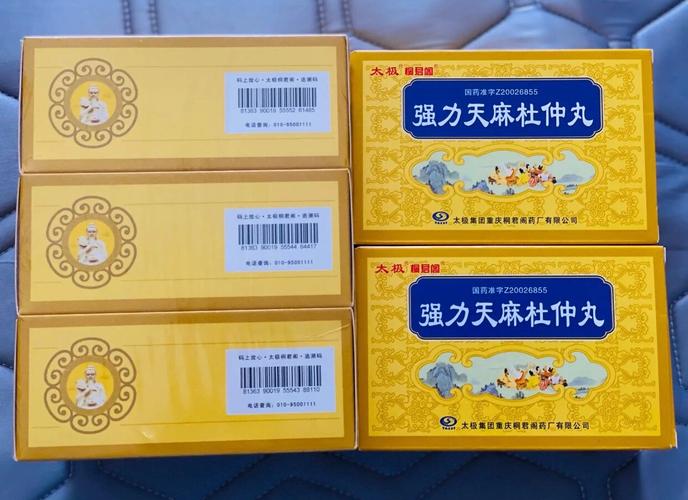 码上放心·太极桐君阁·追溯码
81363 90019 55552 61485
电话查询：010-95001111
码上放心·太极桐君阁·追溯码
81363 90019 55544 64417
电话查询：010-95001111
码上放心·太极桐君阁·追溯码
81363 90019 55543 88110
电话查询：010-95001111
太极® 桐君阁
国药准字Z20026855
强力天麻杜仲丸
太极集团重庆桐君阁药厂有限公司
太极® 桐君阁
国药准字Z20026855
强力天麻杜仲丸
太极集团重庆桐君阁药厂有限公司